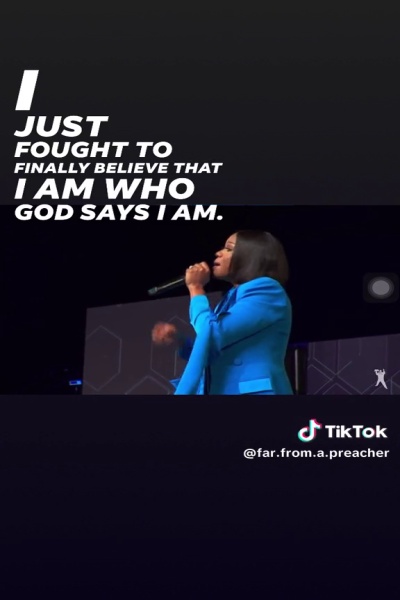 I
JUST
FOUGHT TO
FINALLY BELIEVE THAT
I AM WHO
GOD SAYS I AM.
TikTok
@far.from.a.preacher